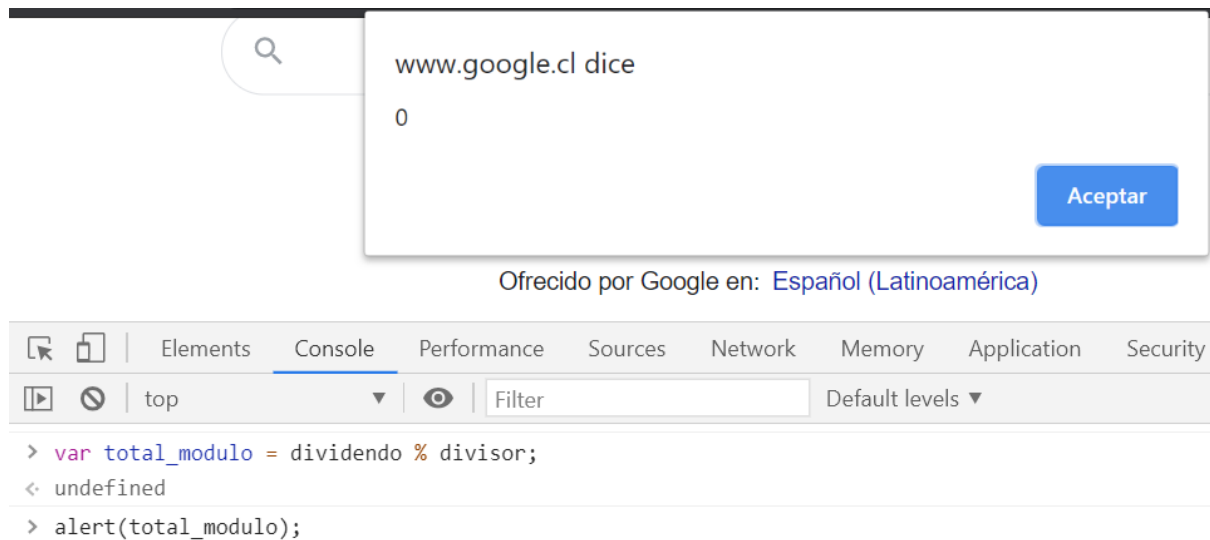 www.google.cl dice
0
Aceptar
Ofrecido por Google en: Español (Latinoamérica)
Elements Console Performance Sources Network Memory Application Security
top ▼ Filter Default levels ▼
> var total_modulo = dividendo % divisor;
<· undefined
> alert(total_modulo);